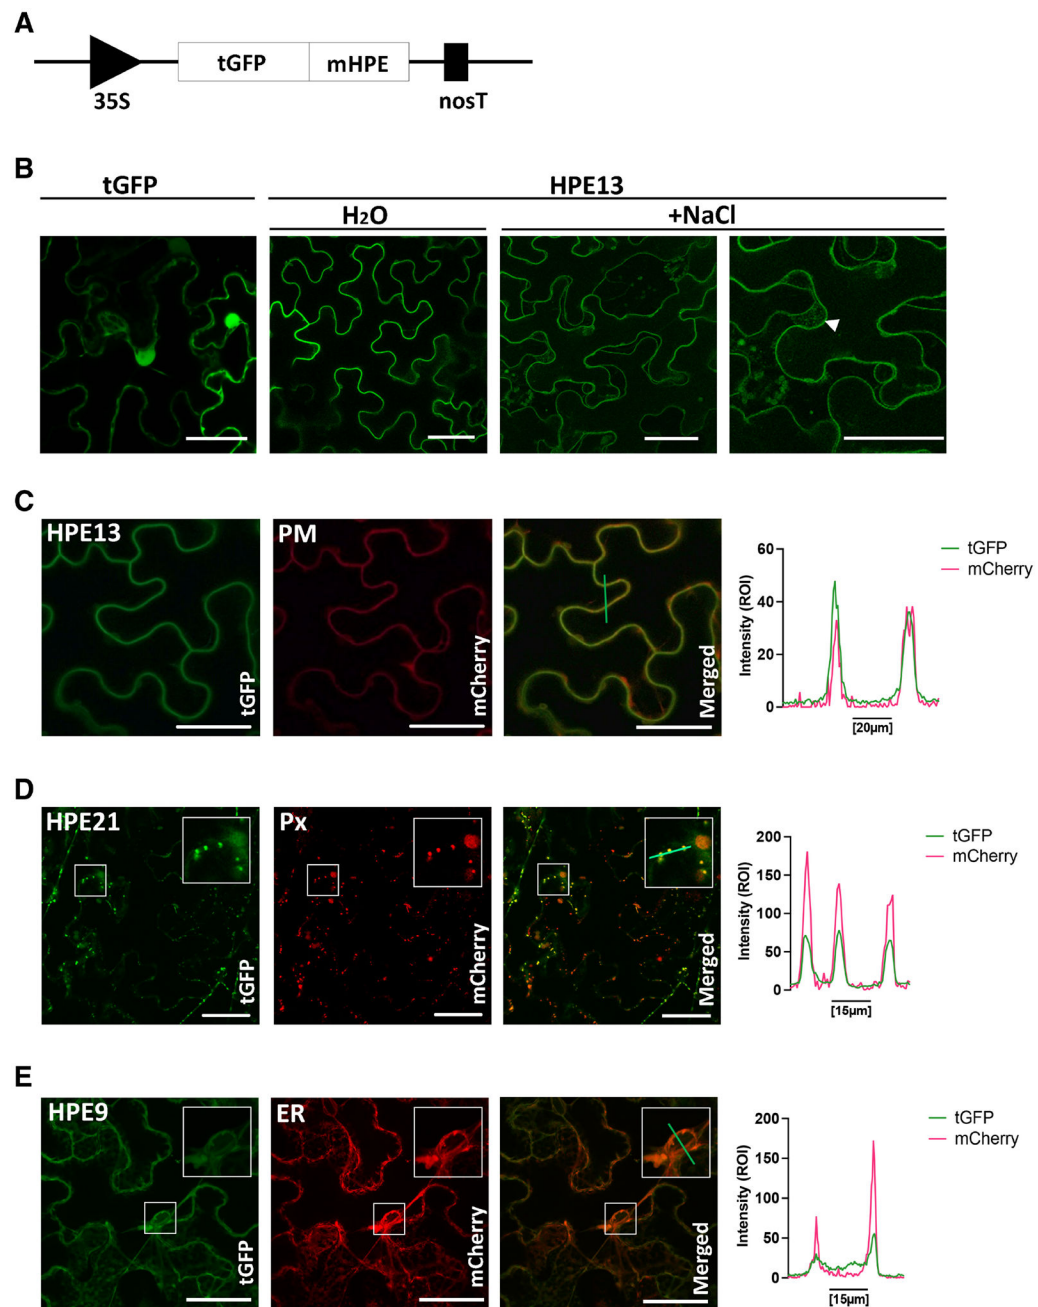 A
tGFP
mHPE
35S
nosT
B
tGFP
HPE13
H2O
+NaCl
C
HPE13
tGFP
PM
mCherry
Merged
Intensity (ROI)
60
40
20
0
tGFP
mCherry
[20µm]
D
HPE21
tGFP
Px
mCherry
Merged
Intensity (ROI)
200
150
100
50
0
tGFP
mCherry
[15µm]
E
HPE9
tGFP
ER
mCherry
Merged
Intensity (ROI)
200
150
100
50
0
tGFP
mCherry
[15µm]